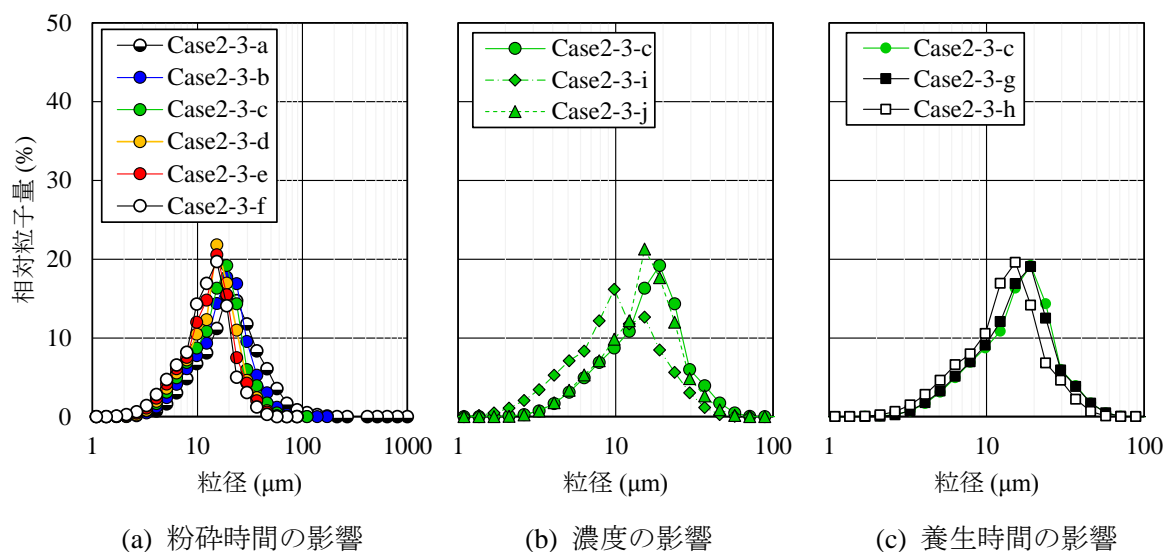 50
40
30
20
10
0
相対粒子量 (%)
Case2-3-a
Case2-3-b
Case2-3-c
Case2-3-d
Case2-3-e
Case2-3-f
1 10 100 1000
粒径 (μm)
(a) 粉砕時間の影響
Case2-3-c
Case2-3-i
Case2-3-j
1 10 100
粒径 (μm)
(b) 濃度の影響
Case2-3-c
Case2-3-g
Case2-3-h
1 10 100
粒径 (μm)
(c) 養生時間の影響